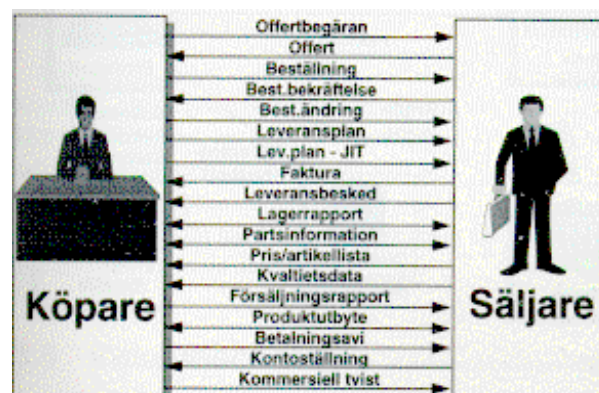 Offertbegäran
Offert
Beställning
Best.bekräftelse
Best.ändring
Leveransplan
Lev.plan - JIT
Faktura
Leveransbesked
Lagerrapport
Partsinformation
Pris/artikellista
Kvaltietsdata
Försäljningsrapport
Produktutbyte
Betalningsavi
Kontoställning
Kommersiell tvist
Köpare
Säljare